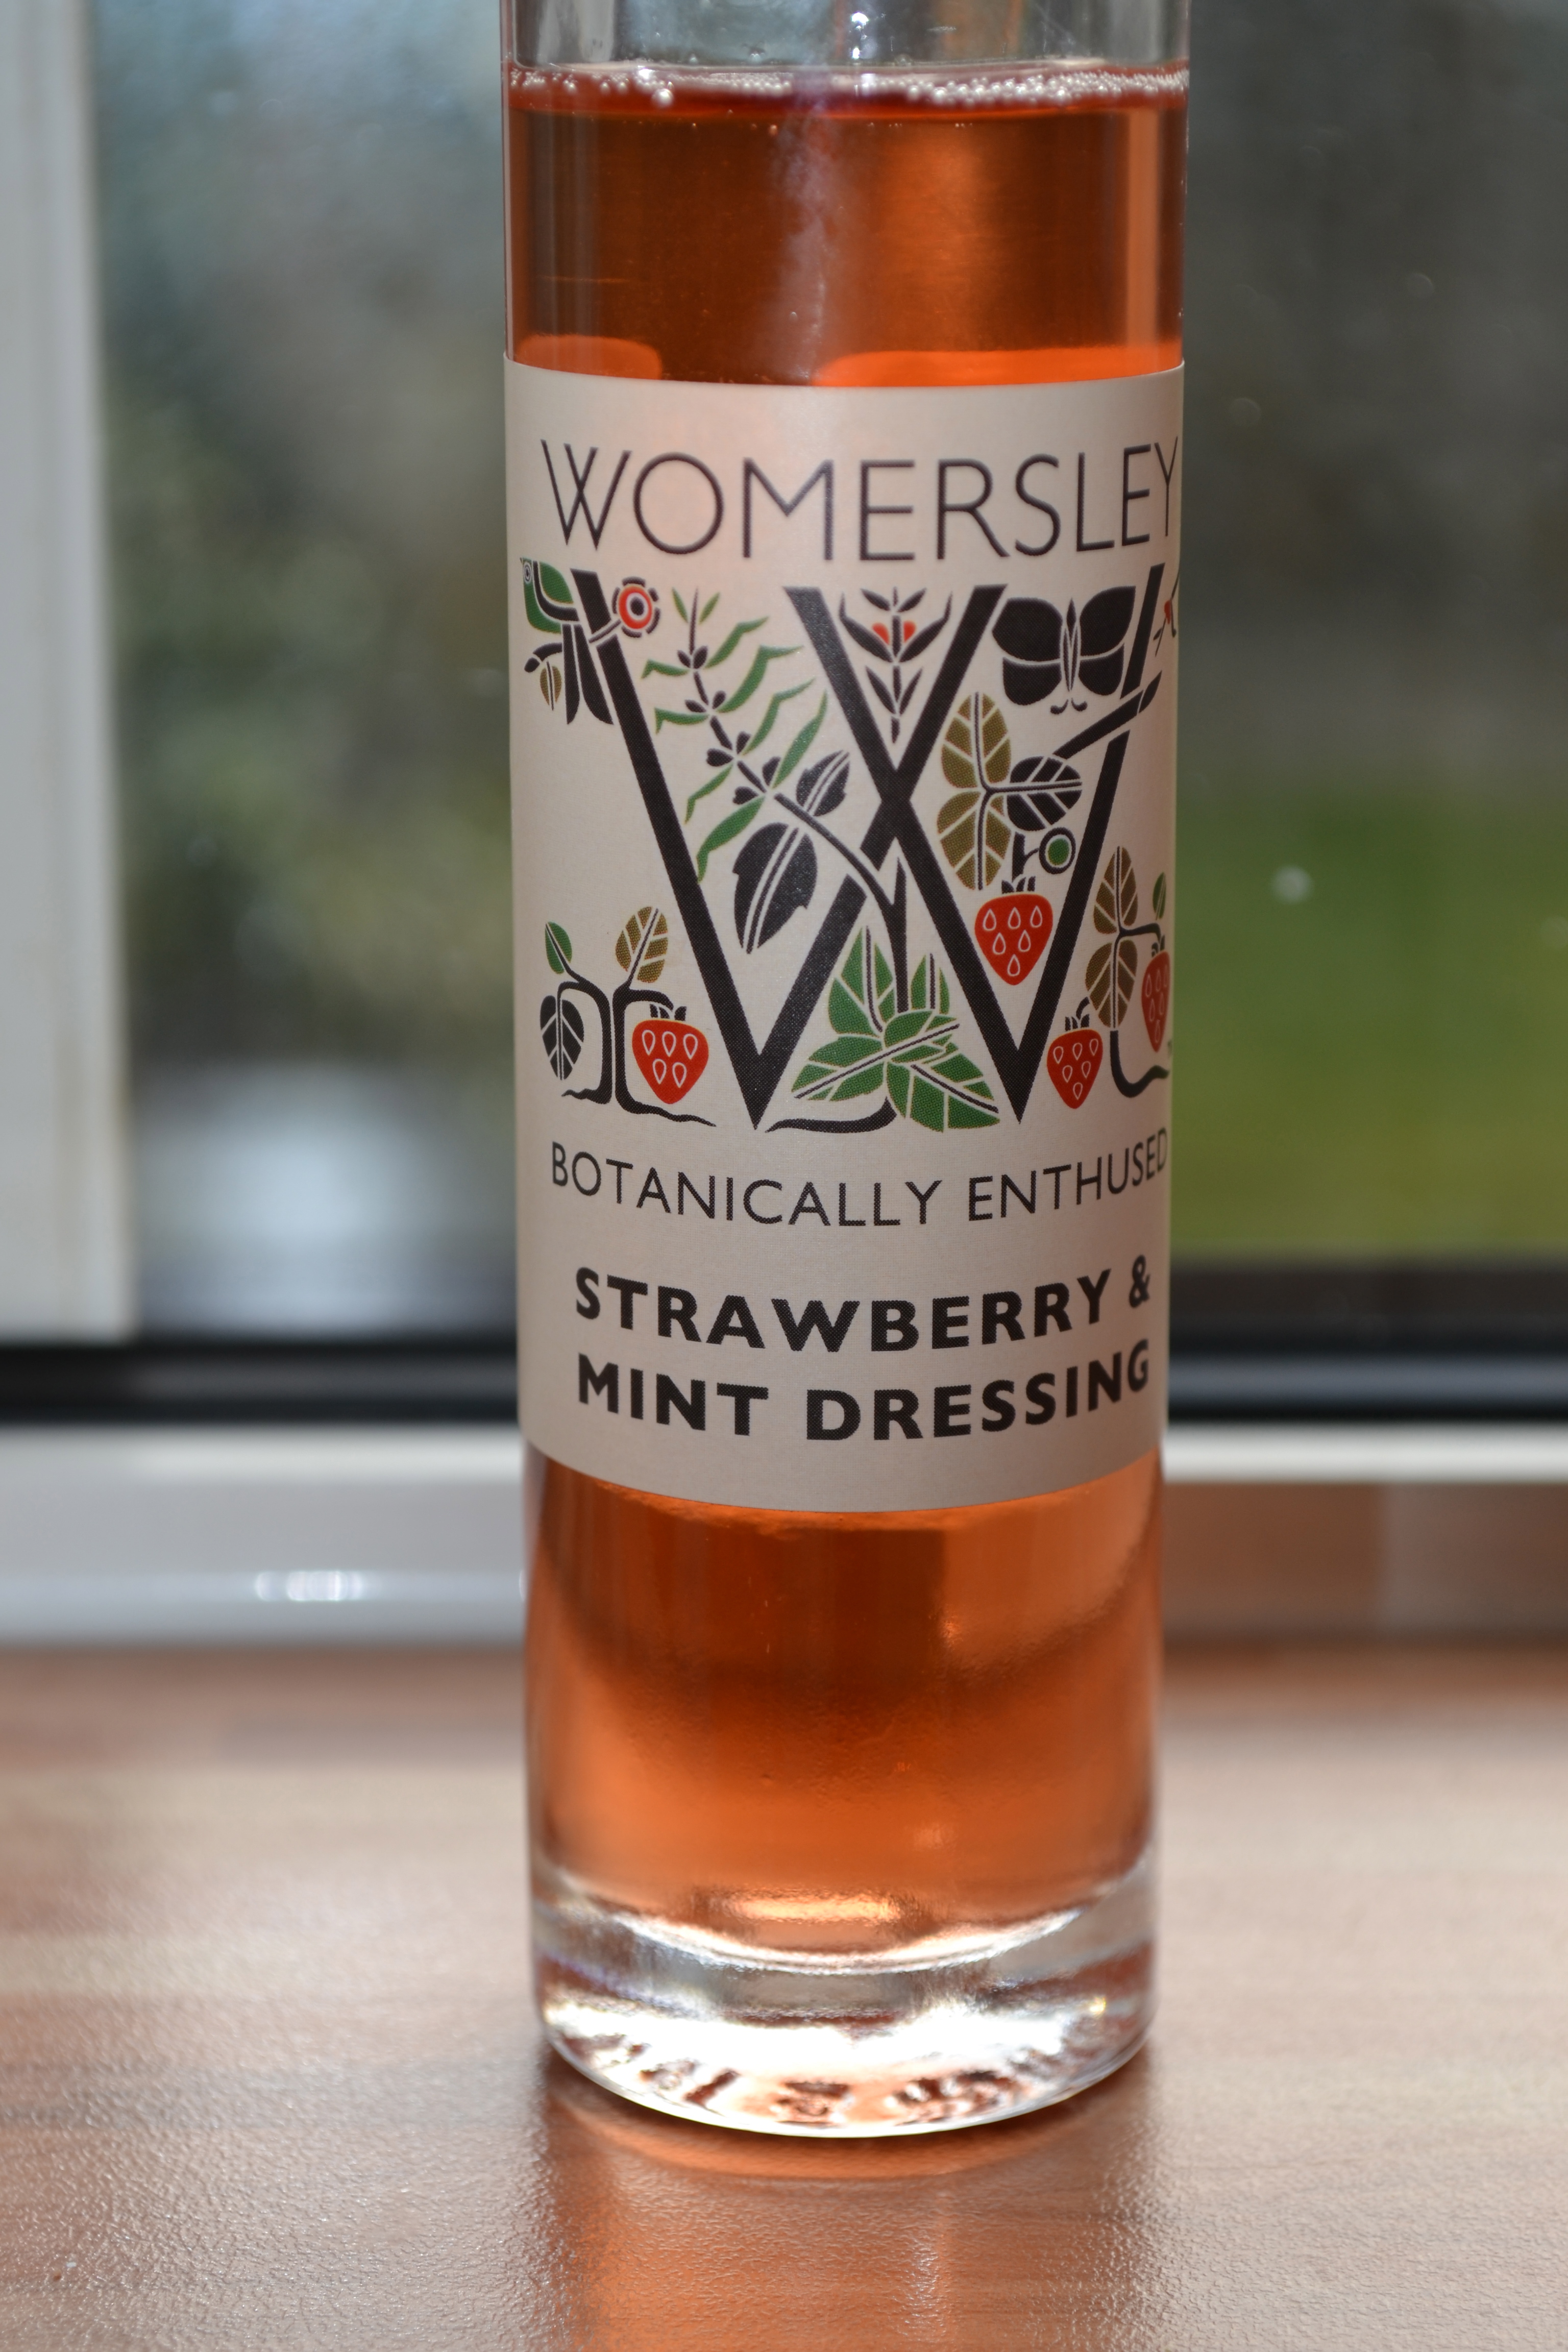 WOMERSLEY
W
BOTANICALLY ENTHUSED
STRAWBERRY &
MINT DRESSING